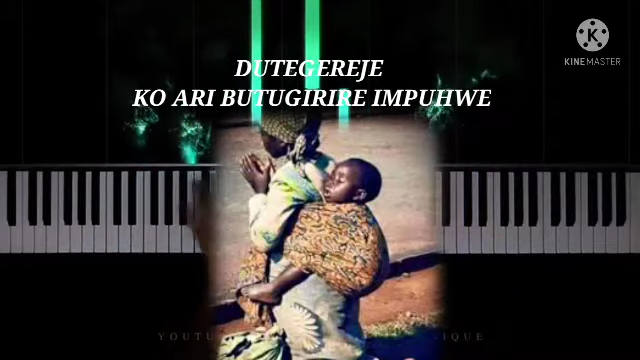 DUTEGEREJE
KO ARI BUTUGIRIRE IMPUHWE
K
KINEMASTER